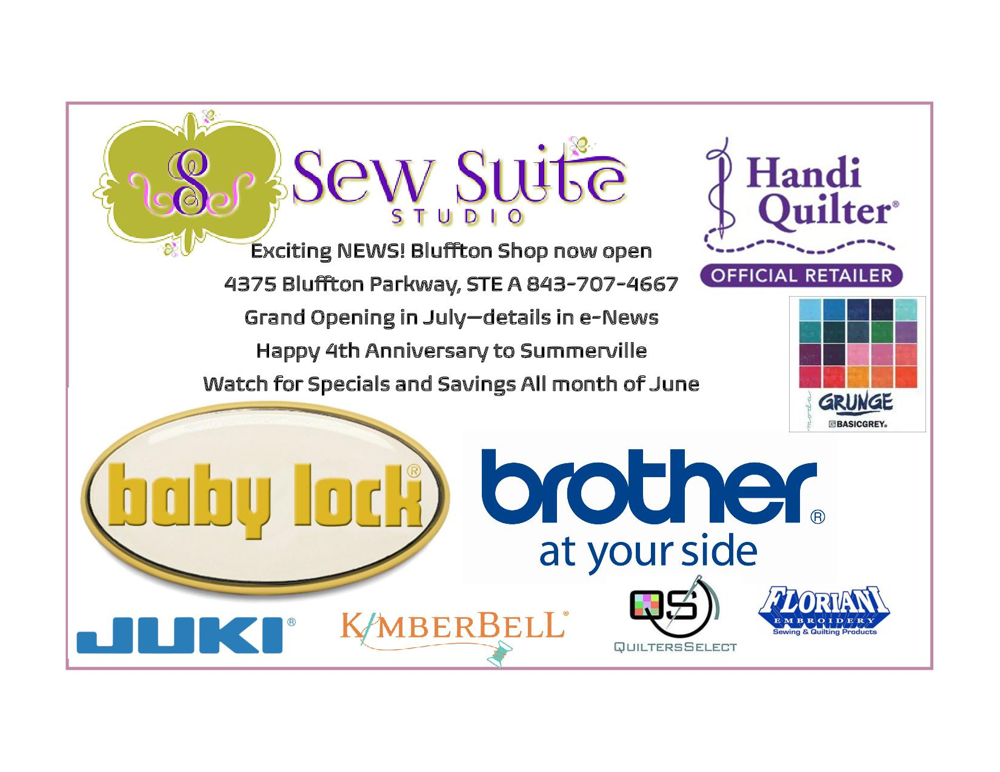 Sew Suite
STUDIO
Handi
Quilter®
OFFICIAL RETAILER
Exciting NEWS! Bluffton Shop now open
4375 Bluffton Parkway, STE A 843-707-4667
Grand Opening in July—details in e-News
Happy 4th Anniversary to Summerville
Watch for Specials and Savings All month of June
moda
GRUNGE
BASICGREY®
baby lock®
brother®
at your side
JUKI®
KIMBERBELL®
QS
QUILTERSSELECT
FLORIANI
EMBROIDERY
Sewing & Quilting Products